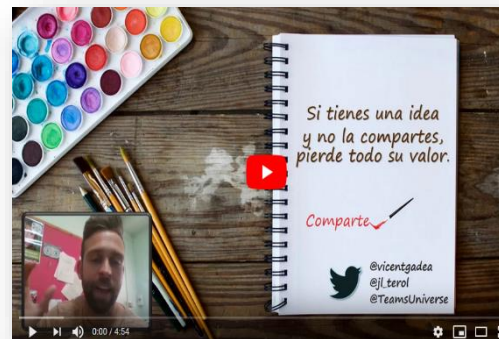 Si tienes una idea
y no la compartes,
pierde todo su valor.
Comparte
@vicentgadea
@jl_terol
@TeamsUniverse
0:00 / 4:54